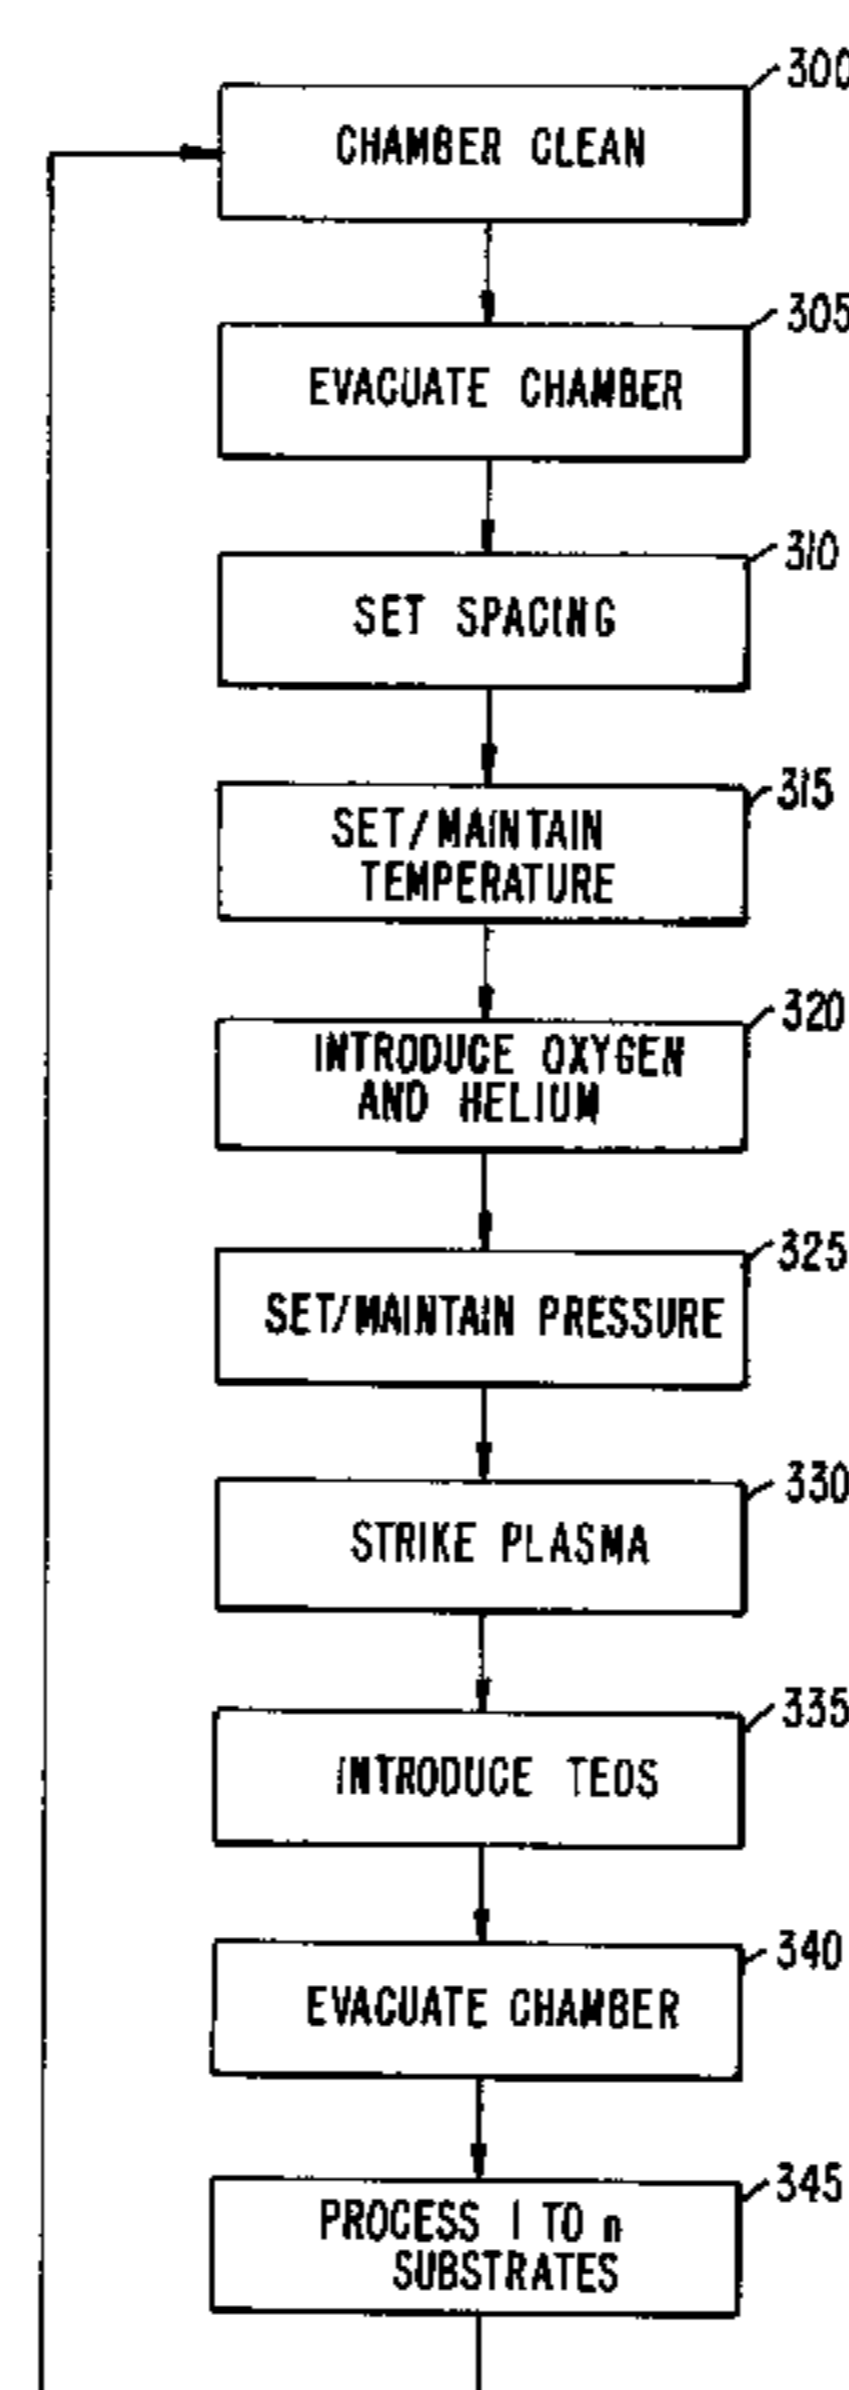 300
CHAMBER CLEAN
305
EVACUATE CHAMBER
310
SET SPACING
315
SET/MAINTAIN
TEMPERATURE
320
INTRODUCE OXYGEN
AND HELIUM
325
SET/MAINTAIN PRESSURE
330
STRIKE PLASMA
335
INTRODUCE TEOS
340
EVACUATE CHAMBER
345
PROCESS 1 TO n
SUBSTRATES